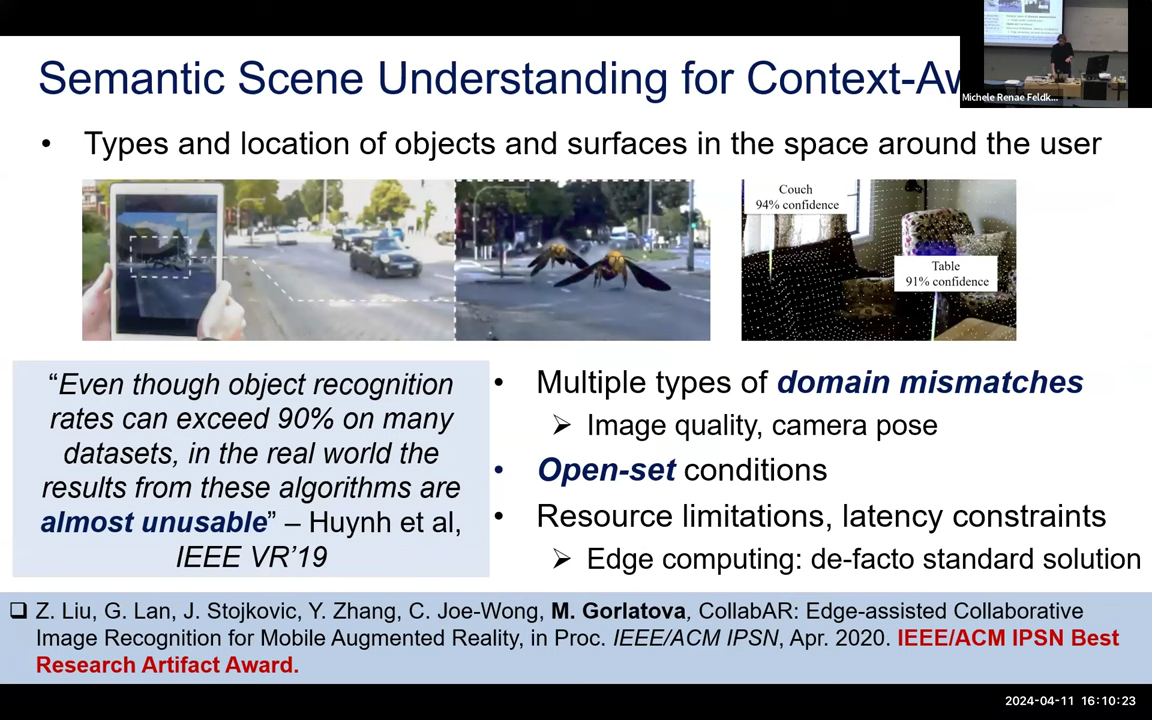 Semantic Scene Understanding for Context-Aw
Michele Renae Feldk...
• Types and location of objects and surfaces in the space around the user
Couch
94% confidence
Table
91% confidence
“Even though object recognition
rates can exceed 90% on many
datasets, in the real world the
results from these algorithms are
almost unusable” – Huynh et al,
IEEE VR’19
• Multiple types of domain mismatches
➢ Image quality, camera pose
• Open-set conditions
• Resource limitations, latency constraints
➢ Edge computing: de-facto standard solution
❑ Z. Liu, G. Lan, J. Stojkovic, Y. Zhang, C. Joe-Wong, M. Gorlatova, CollabAR: Edge-assisted Collaborative
Image Recognition for Mobile Augmented Reality, in Proc. IEEE/ACM IPSN, Apr. 2020. IEEE/ACM IPSN Best
Research Artifact Award.
2024-04-11 16:10:23